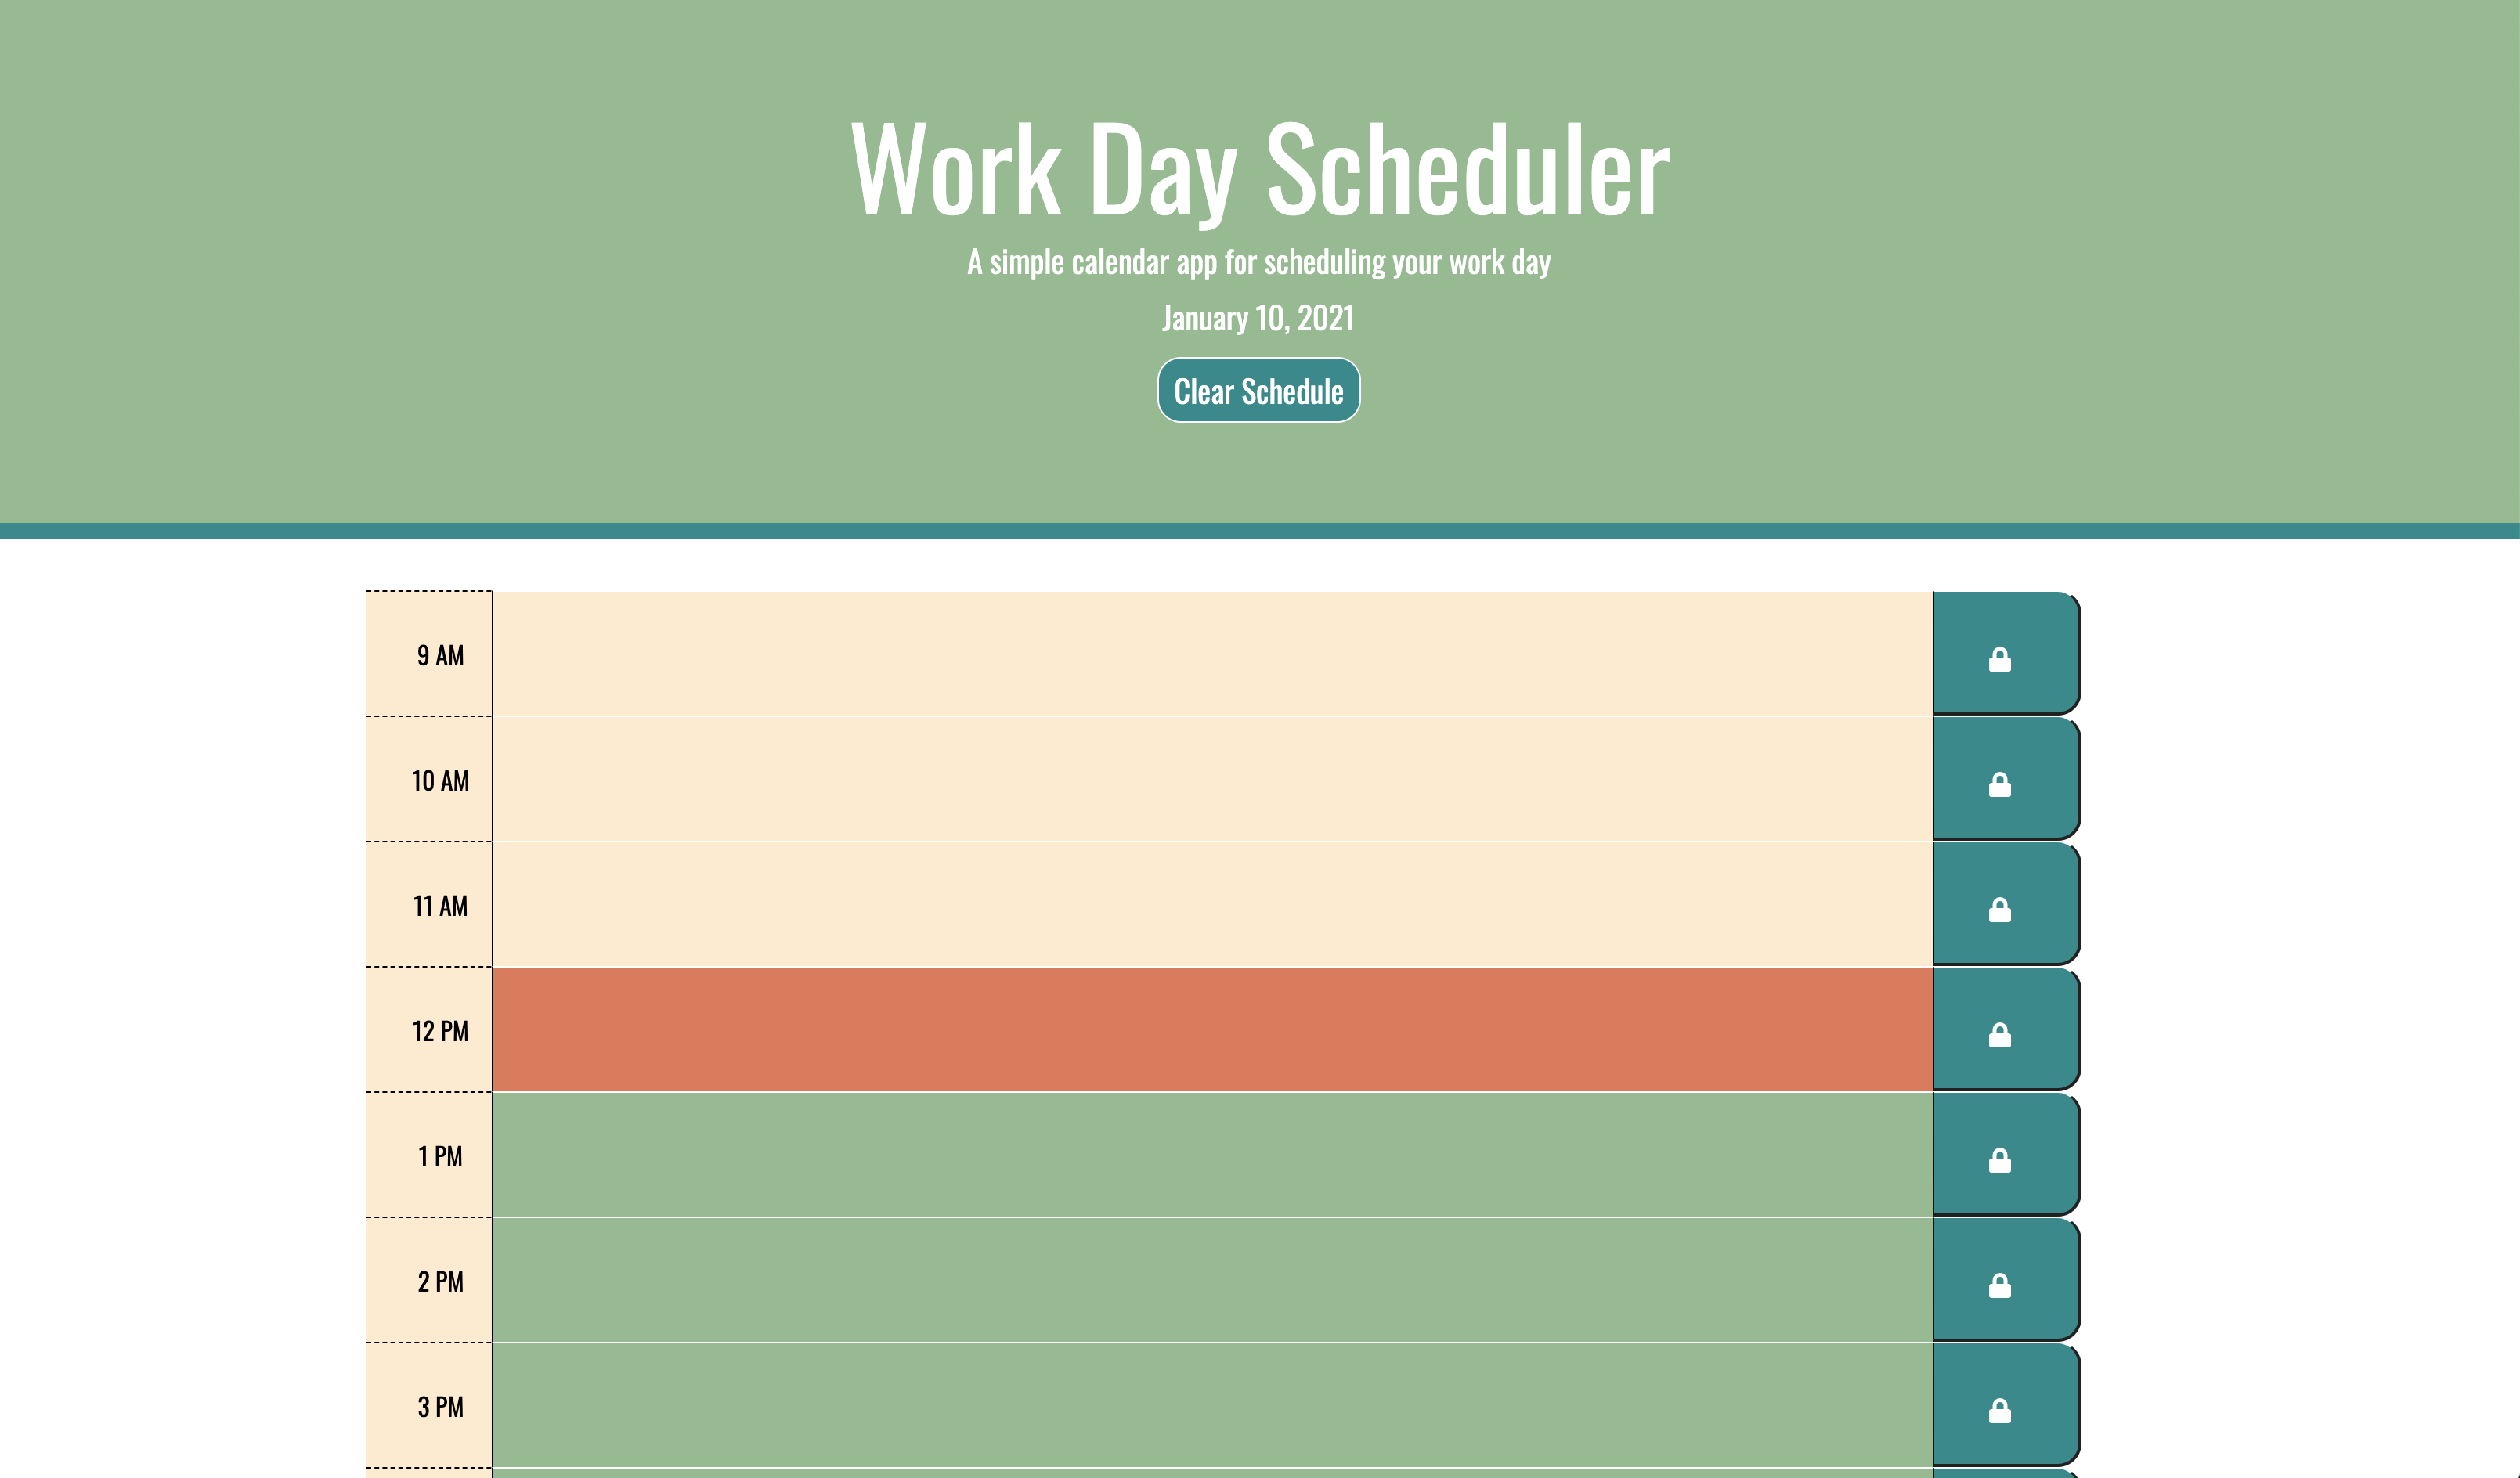 Work Day Scheduler
A simple calendar app for scheduling your work day
January 10, 2021
Clear Schedule
9 AM
10 AM
11 AM
12 PM
1 PM
2 PM
3 PM